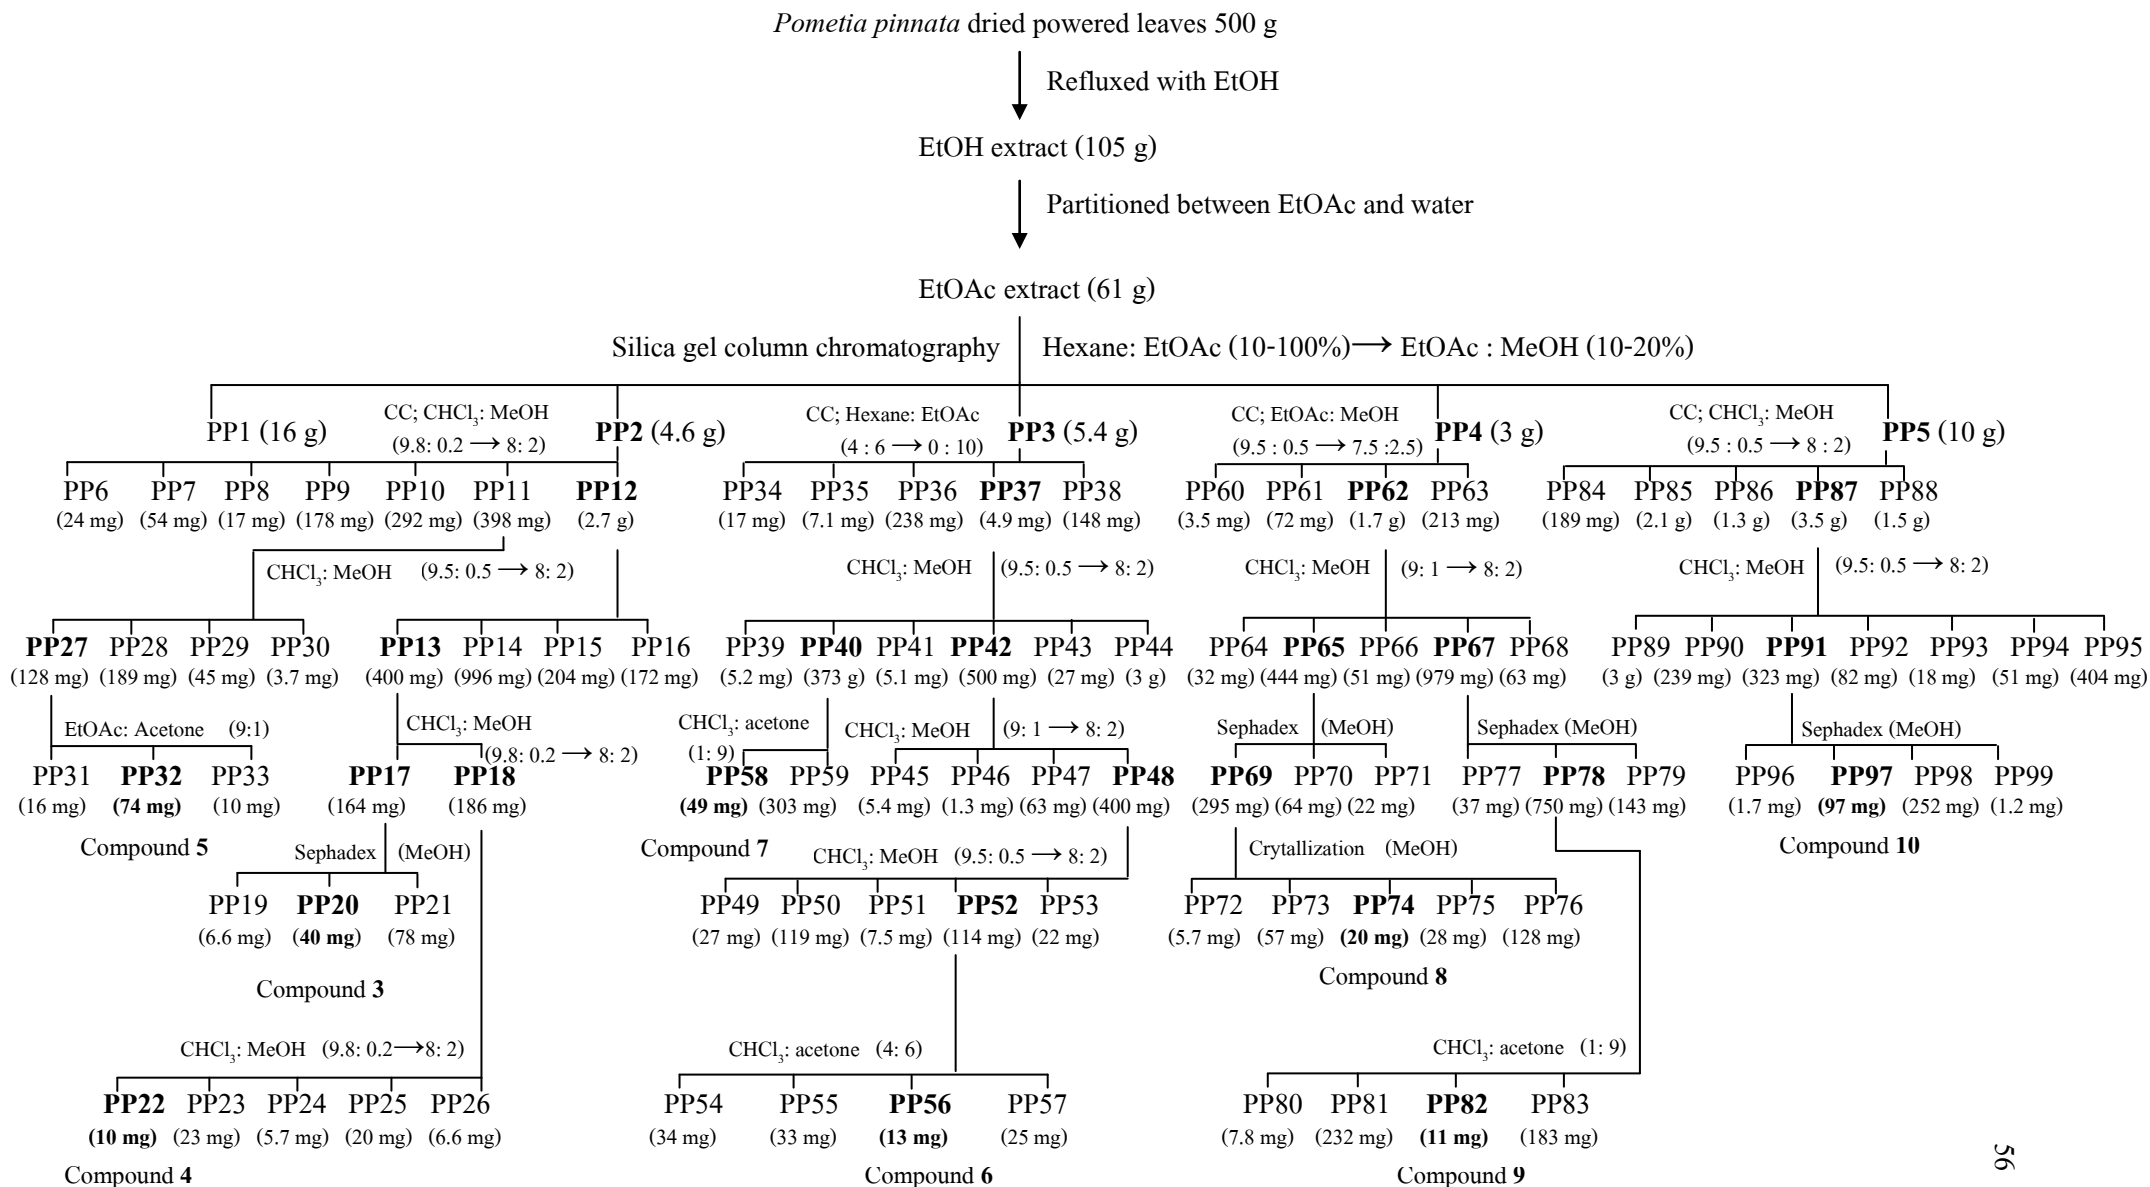 Pometia pinnata dried powered leaves 500 g
Refluxed with EtOH
EtOH extract (105 g)
Partitioned between EtOAc and water
EtOAc extract (61 g)
Silica gel column chromatography Hexane: EtOAc (10-100%)→ EtOAc : MeOH (10-20%)
CC; CHCl₃: MeOH CC; Hexane: EtOAc CC; EtOAc: MeOH CC; CHCl₃: MeOH
PP1 (16 g) PP2 (4.6 g) PP3 (5.4 g) PP4 (3 g) PP5 (10 g)
(9.8: 0.2 → 8: 2) (4 : 6 → 0 : 10) (9.5 : 0.5 → 7.5 :2.5) (9.5 : 0.5 → 8 : 2)
PP6 PP7 PP8 PP9 PP10 PP11 PP12 PP34 PP35 PP36 PP37 PP38 PP60 PP61 PP62 PP63 PP84 PP85 PP86 PP87 PP88
(24 mg) (54 mg) (17 mg) (178 mg) (292 mg) (398 mg) (2.7 g) (17 mg) (7.1 mg) (238 mg) (4.9 mg) (148 mg) (3.5 mg) (72 mg) (1.7 g) (213 mg) (189 mg) (2.1 g) (1.3 g) (3.5 g) (1.5 g)
CHCl₃: MeOH (9.5: 0.5 → 8: 2) CHCl₃: MeOH (9.5: 0.5 → 8: 2) CHCl₃: MeOH (9: 1 → 8: 2) CHCl₃: MeOH (9.5: 0.5 → 8: 2)
PP27 PP28 PP29 PP30 PP13 PP14 PP15 PP16 PP39 PP40 PP41 PP42 PP43 PP44 PP64 PP65 PP66 PP67 PP68 PP89 PP90 PP91 PP92 PP93 PP94 PP95
(128 mg) (189 mg) (45 mg) (3.7 mg) (400 mg) (996 mg) (204 mg) (172 mg) (5.2 mg) (373 g) (5.1 mg) (500 mg) (27 mg) (3 g) (32 mg) (444 mg) (51 mg) (979 mg) (63 mg) (3 g) (239 mg) (323 mg) (82 mg) (18 mg) (51 mg) (404 mg)
EtOAc: Acetone (9:1) CHCl₃: MeOH CHCl₃: acetone CHCl₃: MeOH (9: 1 → 8: 2) Sephadex (MeOH) Sephadex (MeOH) Sephadex (MeOH)
(9.8: 0.2 → 8: 2) (1: 9)
PP31 PP32 PP33 PP17 PP18 PP58 PP59 PP45 PP46 PP47 PP48 PP69 PP70 PP71 PP77 PP78 PP79 PP96 PP97 PP98 PP99
(16 mg) (74 mg) (10 mg) (164 mg) (186 mg) (49 mg) (303 mg) (5.4 mg) (1.3 mg) (63 mg) (400 mg) (295 mg) (64 mg) (22 mg) (37 mg) (750 mg) (143 mg) (1.7 mg) (97 mg) (252 mg) (1.2 mg)
Compound 5 Sephadex (MeOH) Compound 7 CHCl₃: MeOH (9.5: 0.5 → 8: 2) Crytallization (MeOH) Compound 10
PP19 PP20 PP21 PP49 PP50 PP51 PP52 PP53 PP72 PP73 PP74 PP75 PP76
(6.6 mg) (40 mg) (78 mg) (27 mg) (119 mg) (7.5 mg) (114 mg) (22 mg) (5.7 mg) (57 mg) (20 mg) (28 mg) (128 mg)
Compound 3 Compound 8
CHCl₃: MeOH (9.8: 0.2→8: 2) CHCl₃: acetone (4: 6) CHCl₃: acetone (1: 9)
PP22 PP23 PP24 PP25 PP26 PP54 PP55 PP56 PP57 PP80 PP81 PP82 PP83
(10 mg) (23 mg) (5.7 mg) (20 mg) (6.6 mg) (34 mg) (33 mg) (13 mg) (25 mg) (7.8 mg) (232 mg) (11 mg) (183 mg)
Compound 4 Compound 6 Compound 9
56